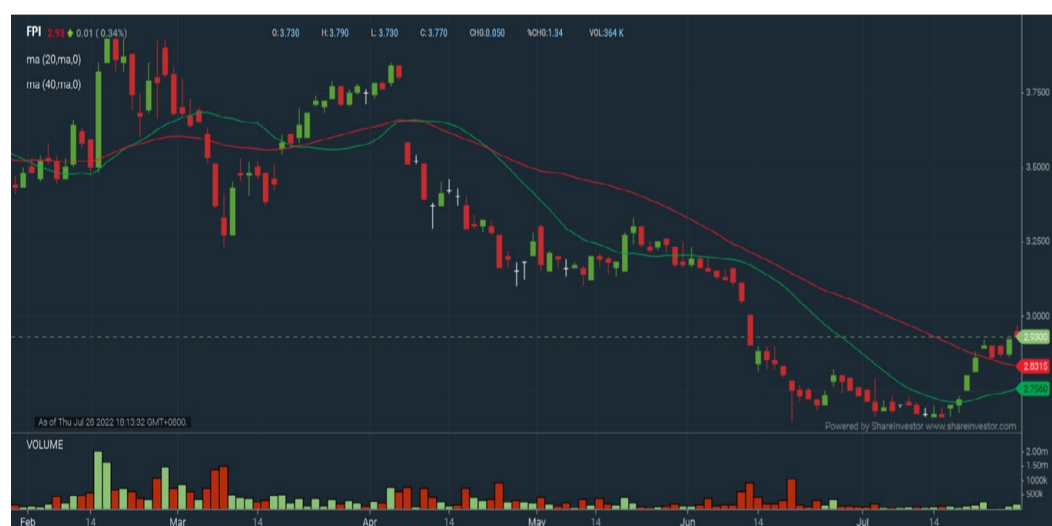 FPI 2.93 0.01 ( 0.34%) O: 3.730 H: 3.790 L: 3.730 C: 3.770 CHG:0.050 %CHG:1.34 VOL:364 K
ma (20,ma,0)
ma (40,ma,0)
3.7500
3.5000
3.2500
3.0000
2.9300
2.8315
2.7560
As of Thu Jul 28 2022 18:13:32 GMT+0800.
Powered by ShareInvestor www.shareinvestor.com
VOLUME
2.00m
1.50m
1000k
500k
Feb 14 Mar 14 Apr 14 May 14 Jun 14 Jul 14